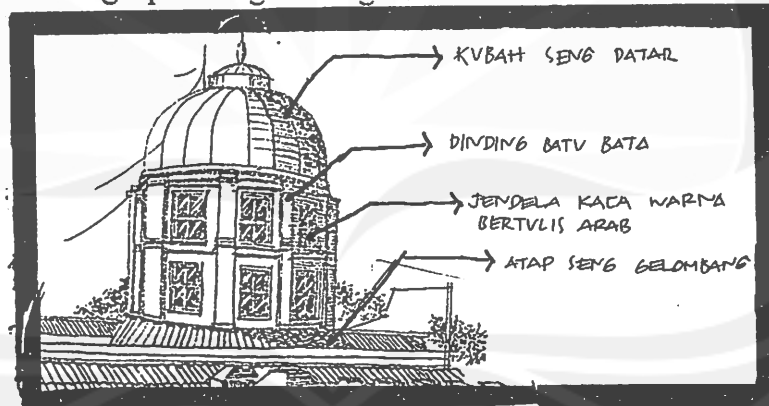 KUBAH SENG DATAR
DINDING BATU BATA
JENDELA KACA WARNA
BERTULIS ARAB
ATAP SENG GELOMBANG